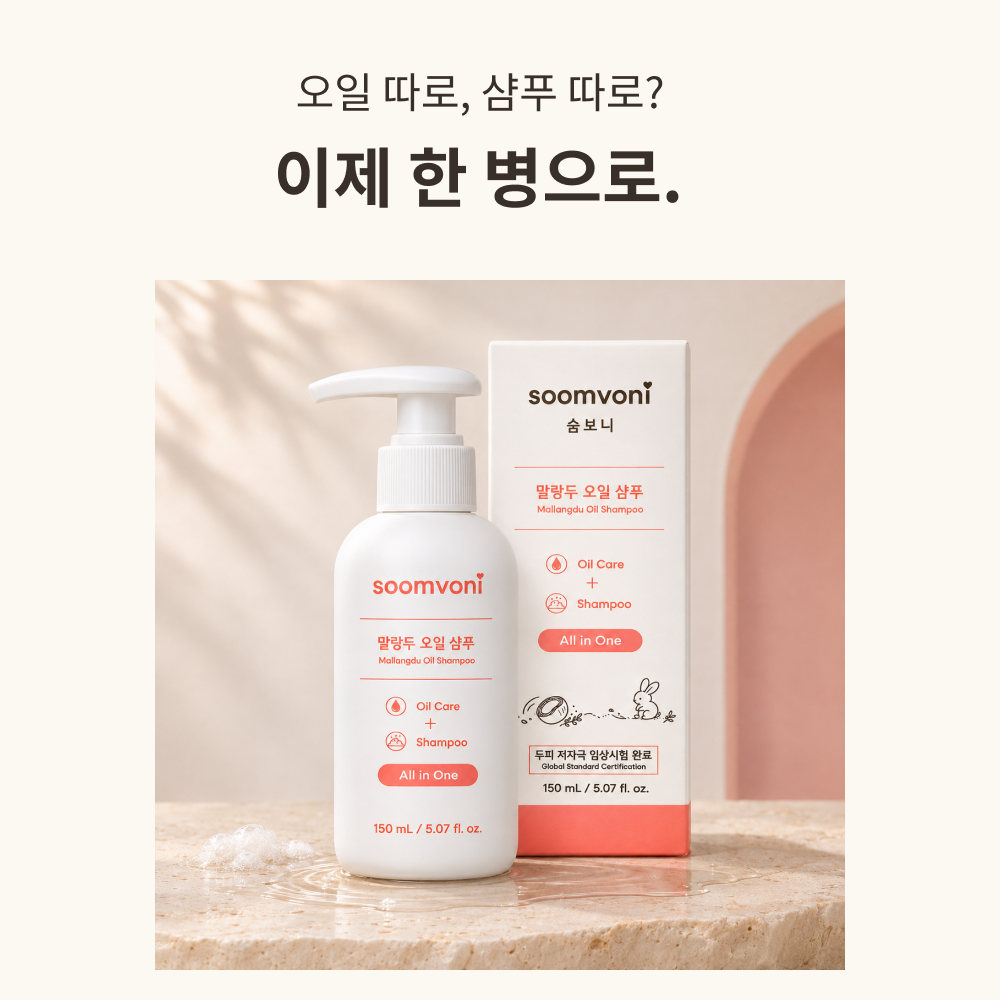 오일 따로, 샴푸 따로?
이제 한 병으로.
soomvoni
숨보니
말랑두 오일 샴푸
Mallangdu Oil Shampoo
Oil Care
+
Shampoo
All in One
두피 저자극 임상시험 완료
Global Standard Certification
150 mL / 5.07 fl. oz.
soomvoni
말랑두 오일 샴푸
Mallangdu Oil Shampoo
Oil Care
+
Shampoo
All in One
150 mL / 5.07 fl. oz.